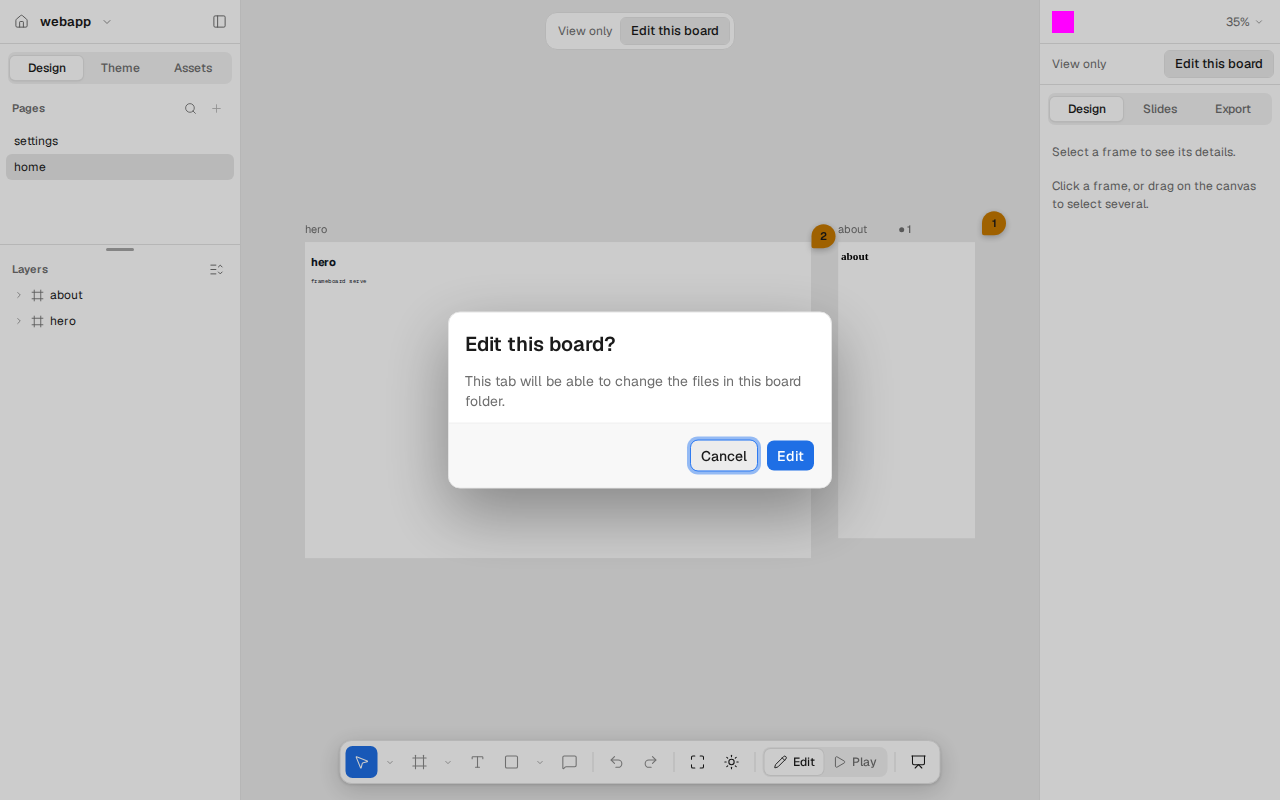 webapp
View only
Edit this board
35%
View only
Edit this board
Design
Theme
Assets
Design
Slides
Export
Pages
settings
home
Select a frame to see its details.
Click a frame, or drag on the canvas
to select several.
hero
2
about
1
1
hero
frameboard serve
about
Layers
about
hero
Edit this board?
This tab will be able to change the files in this board
folder.
Cancel
Edit
Edit
Play